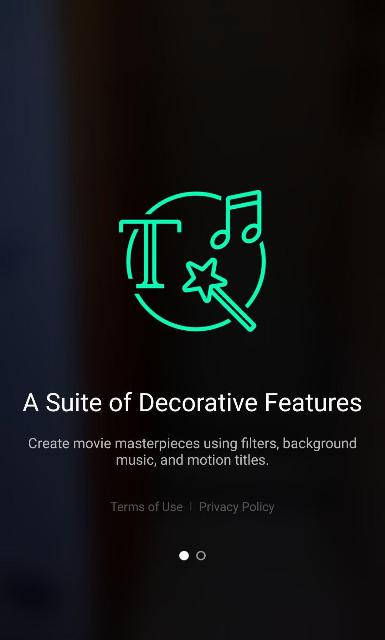 T
A Suite of Decorative Features
Create movie masterpieces using filters, background
music, and motion titles.
Terms of Use | Privacy Policy